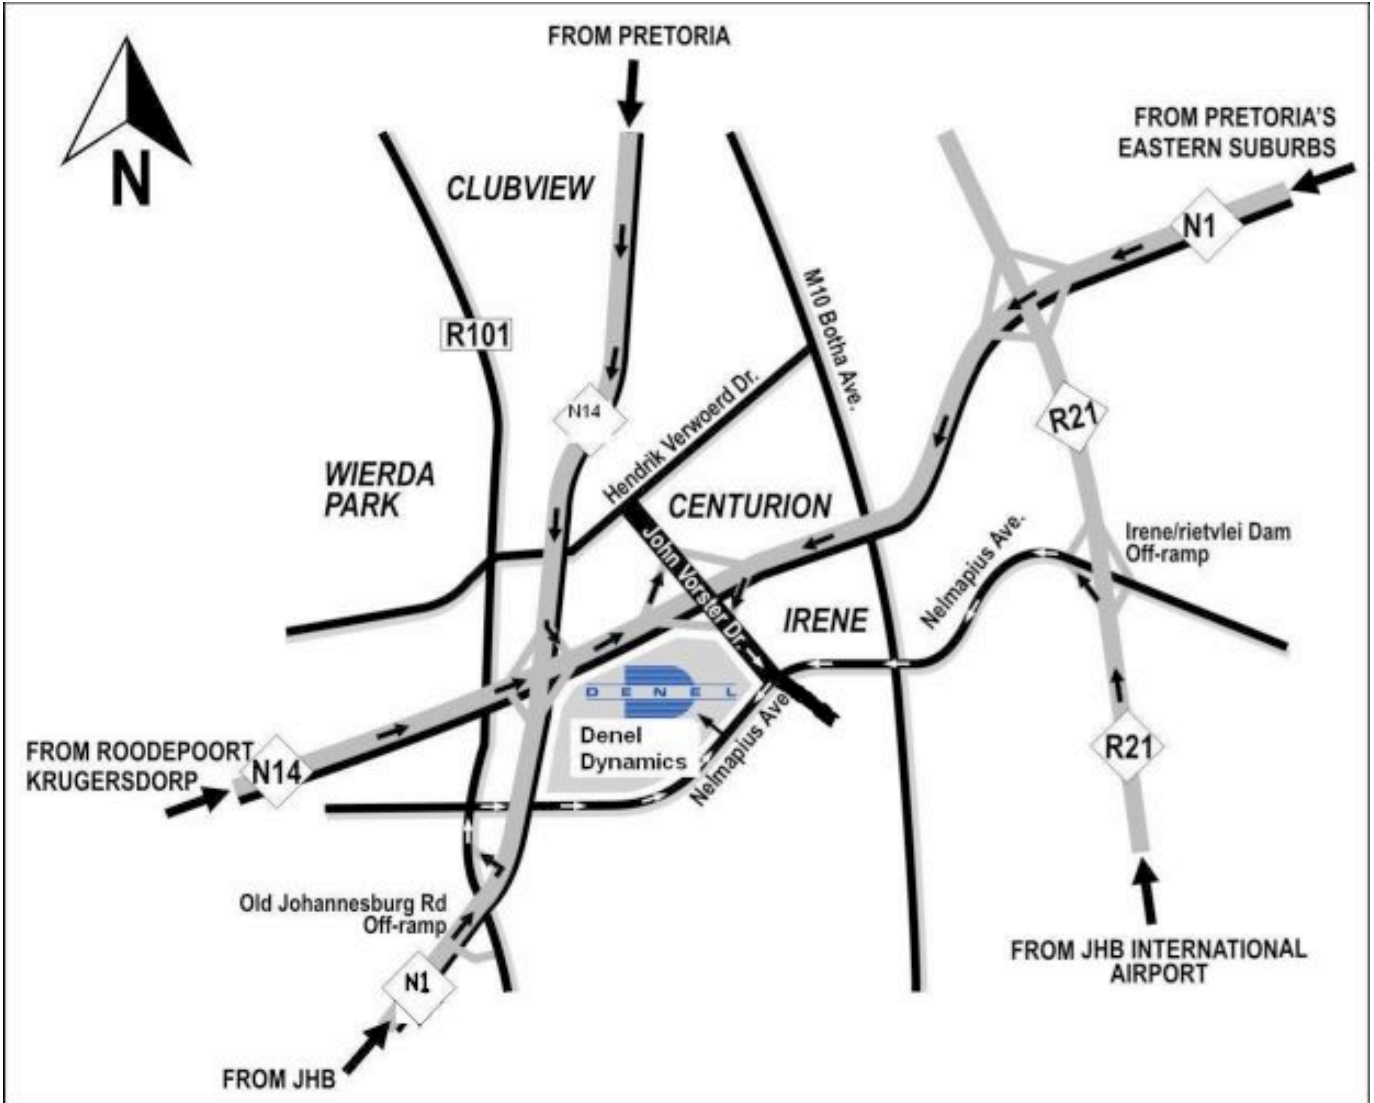 FROM PRETORIA
FROM PRETORIA'S
EASTERN SUBURBS
N
CLUBVIEW
N1
R101
M10 Botha Ave.
N14
Hendrik Verwoerd Dr.
R21
WIERDA
PARK
CENTURION
John Vorster Dr.
Nelmapius Ave.
Irene/rietvlei Dam
Off-ramp
IRENE
DENEL
Denel
Dynamics
Nelmapius Ave.
FROM ROODEPOORT
KRUGERSDORP
N14
R21
Old Johannesburg Rd
Off-ramp
N1
FROM JHB INTERNATIONAL
AIRPORT
FROM JHB